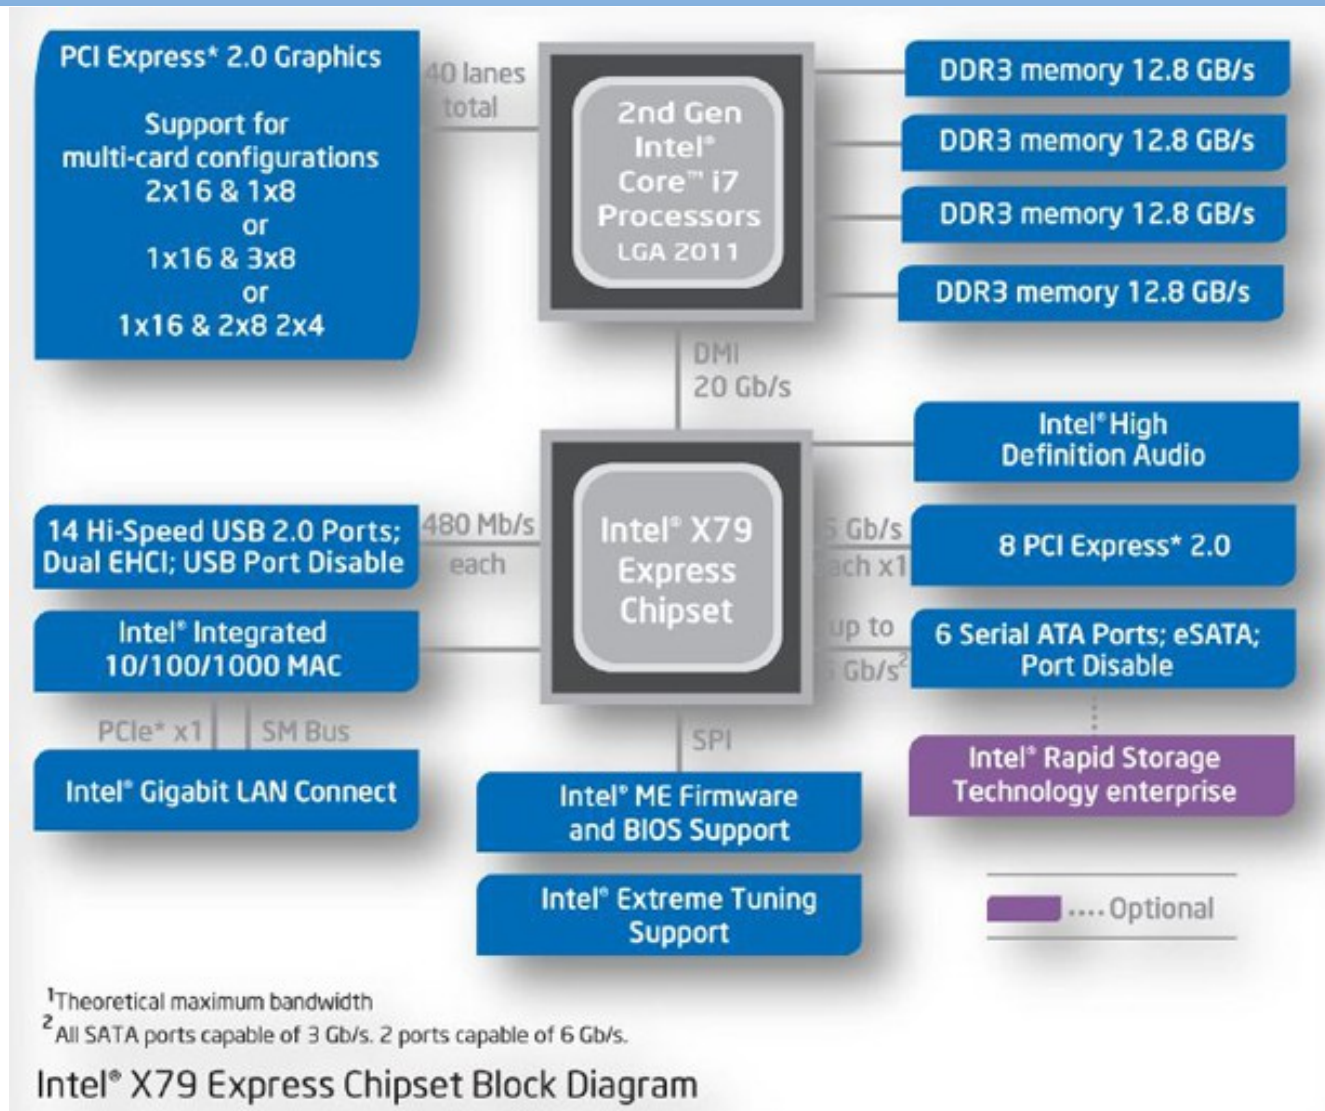 PCI Express* 2.0 Graphics
Support for
multi-card configurations
2x16 & 1x8
or
1x16 & 3x8
or
1x16 & 2x8 2x4
40 lanes
total
2nd Gen
Intel®
Core™ i7
Processors
LGA 2011
DDR3 memory 12.8 GB/s
DDR3 memory 12.8 GB/s
DDR3 memory 12.8 GB/s
DDR3 memory 12.8 GB/s
DMI
20 Gb/s
Intel® High
Definition Audio
14 Hi-Speed USB 2.0 Ports;
Dual EHCI; USB Port Disable
480 Mb/s
each
Intel® X79
Express
Chipset
5 Gb/s
each x1
8 PCI Express* 2.0
Intel® Integrated
10/100/1000 MAC
up to
6 Gb/s²
6 Serial ATA Ports; eSATA;
Port Disable
PCIe* x1
SM Bus
SPI
Intel® Gigabit LAN Connect
Intel® ME Firmware
and BIOS Support
Intel® Rapid Storage
Technology enterprise
Intel® Extreme Tuning
Support
Optional
¹Theoretical maximum bandwidth
²All SATA ports capable of 3 Gb/s. 2 ports capable of 6 Gb/s.
Intel® X79 Express Chipset Block Diagram